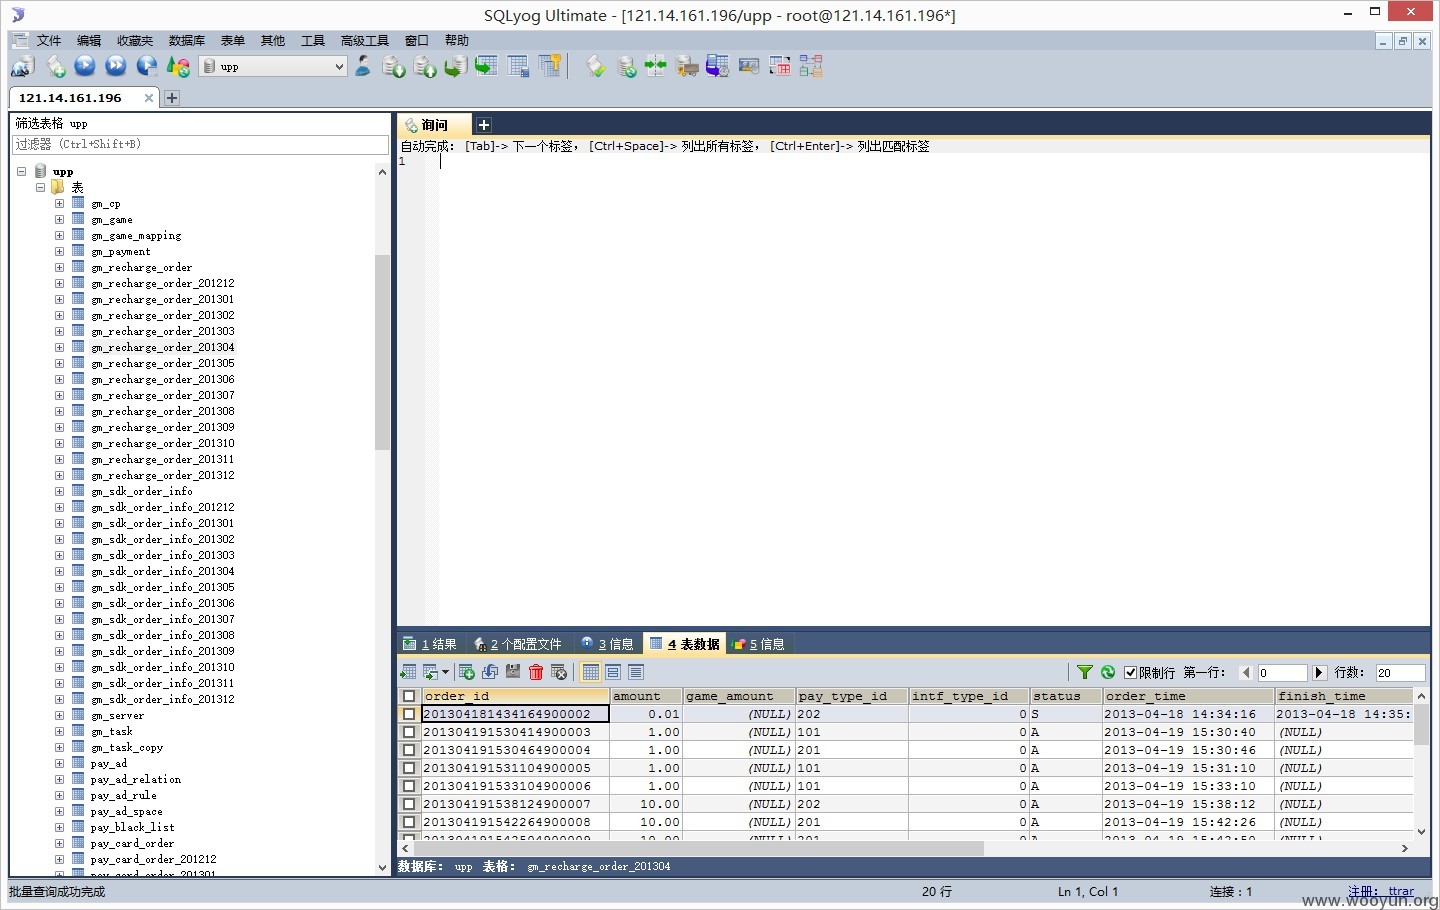 SQLyog Ultimate - [121.14.161.196/upp - root@121.14.161.196*]
文件 编辑 收藏夹 数据库 表单 其他 工具 高级工具 窗口 帮助
upp
121.14.161.196
筛选表格 upp
过滤器 (Ctrl+Shift+B)
upp
表
gm_cp
gm_game
gm_game_mapping
gm_payment
gm_recharge_order
gm_recharge_order_201212
gm_recharge_order_201301
gm_recharge_order_201302
gm_recharge_order_201303
gm_recharge_order_201304
gm_recharge_order_201305
gm_recharge_order_201306
gm_recharge_order_201307
gm_recharge_order_201308
gm_recharge_order_201309
gm_recharge_order_201310
gm_recharge_order_201311
gm_recharge_order_201312
gm_sdk_order_info
gm_sdk_order_info_201212
gm_sdk_order_info_201301
gm_sdk_order_info_201302
gm_sdk_order_info_201303
gm_sdk_order_info_201304
gm_sdk_order_info_201305
gm_sdk_order_info_201306
gm_sdk_order_info_201307
gm_sdk_order_info_201308
gm_sdk_order_info_201309
gm_sdk_order_info_201310
gm_sdk_order_info_201311
gm_sdk_order_info_201312
gm_server
gm_task
gm_task_copy
pay_ad
pay_ad_relation
pay_ad_rule
pay_ad_space
pay_black_list
pay_card_order
pay_card_order_201212
pay_card_order_201301
询问
自动完成： [Tab]-> 下一个标签， [Ctrl+Space]-> 列出所有标签， [Ctrl+Enter]-> 列出匹配标签
1
1 结果 2 个配置文件 3 信息 4 表数据 5 信息
限制行 第一行： 0 行数： 20
order_id amount game_amount pay_type_id intf_type_id status order_time finish_time
201304181434164900002 0.01 (NULL) 202 0 S 2013-04-18 14:34:16 2013-04-18 14:35:
201304191530414900003 1.00 (NULL) 101 0 A 2013-04-19 15:30:40 (NULL)
201304191530464900004 1.00 (NULL) 201 0 A 2013-04-19 15:30:46 (NULL)
201304191531104900005 1.00 (NULL) 101 0 A 2013-04-19 15:31:10 (NULL)
201304191533104900006 1.00 (NULL) 101 0 A 2013-04-19 15:33:10 (NULL)
201304191538124900007 10.00 (NULL) 202 0 A 2013-04-19 15:38:12 (NULL)
201304191542264900008 10.00 (NULL) 201 0 A 2013-04-19 15:42:26 (NULL)
201304191542504900009 10.00 (NULL) 201 0 A 2013-04-19 15:42:50 (NULL)
数据库： upp 表格： gm_recharge_order_201304
批量查询成功完成 20 行 Ln 1, Col 1 连接：1 注册： ttrar
www.wooyun.org